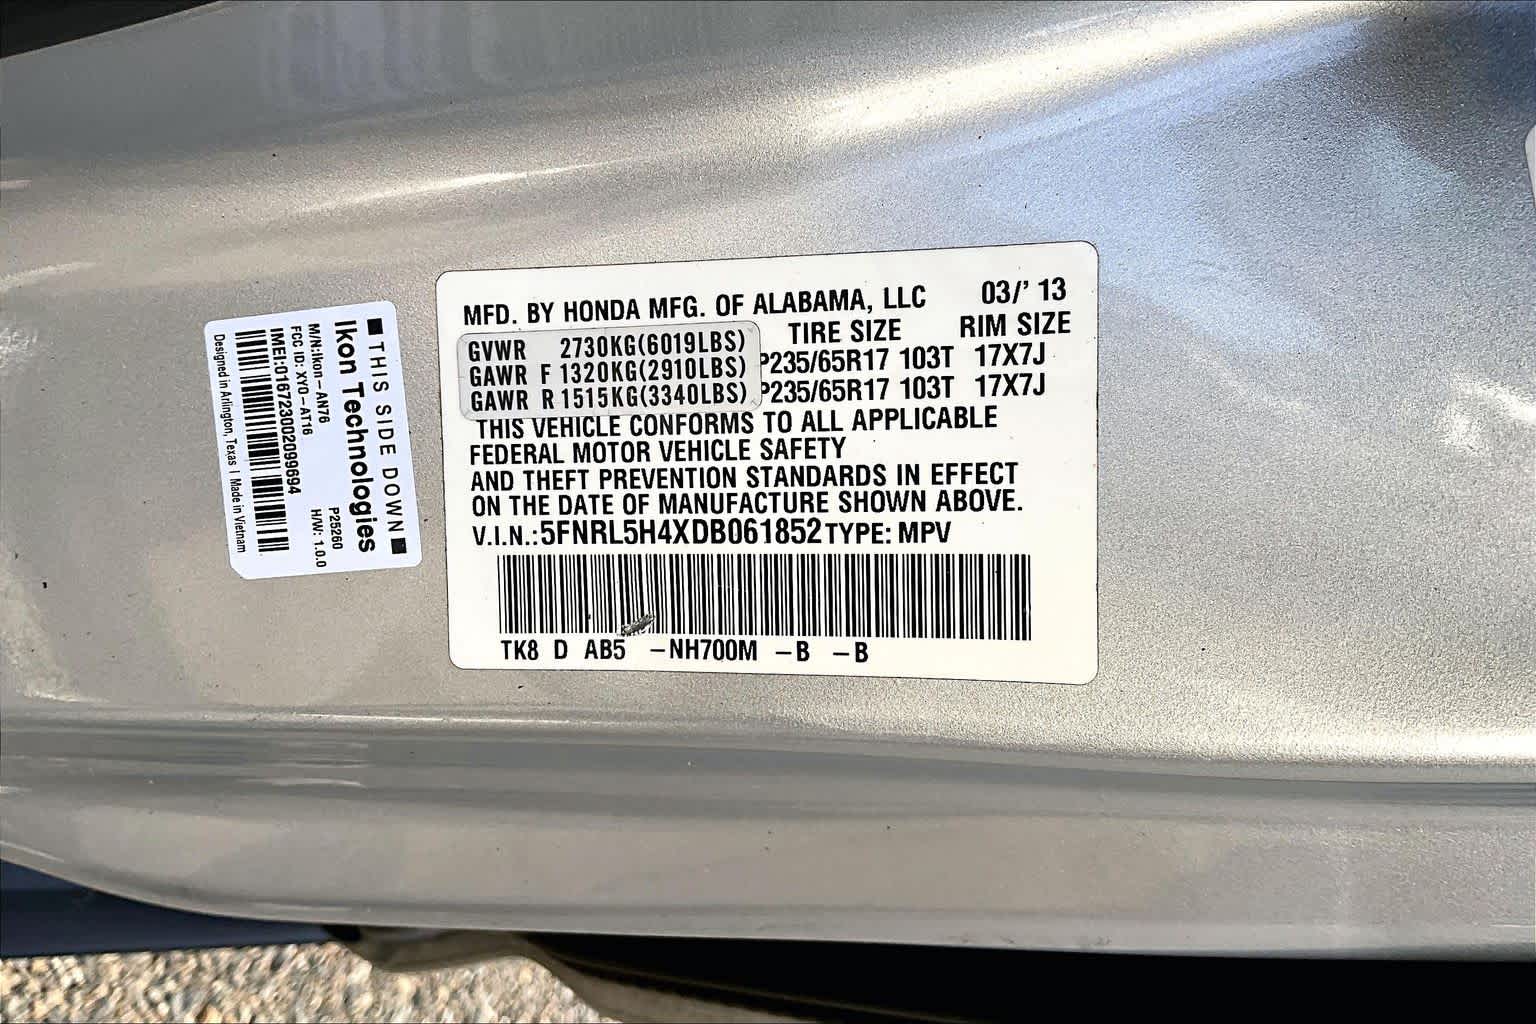 MFD. BY HONDA MFG. OF ALABAMA, LLC 03/' 13
TIRE SIZE RIM SIZE
GVWR 2730KG(6019LBS)
GAWR F 1320KG(2910LBS) P235/65R17 103T 17X7J
GAWR R 1515KG(3340LBS) P235/65R17 103T 17X7J
THIS VEHICLE CONFORMS TO ALL APPLICABLE
FEDERAL MOTOR VEHICLE SAFETY
AND THEFT PREVENTION STANDARDS IN EFFECT
ON THE DATE OF MANUFACTURE SHOWN ABOVE.
V.I.N.:5FNRL5H4XDB061852 TYPE: MPV
TK8 D AB5 -NH700M -B -B
■ THIS SIDE DOWN ■
Ikon Technologies
P25260
M/N:Ikon-AN76 H/W: 1.0.0
FCC ID: XYO-AT16
IMEI:016723002099694
Designed in Arlington, Texas | Made in Vietnam